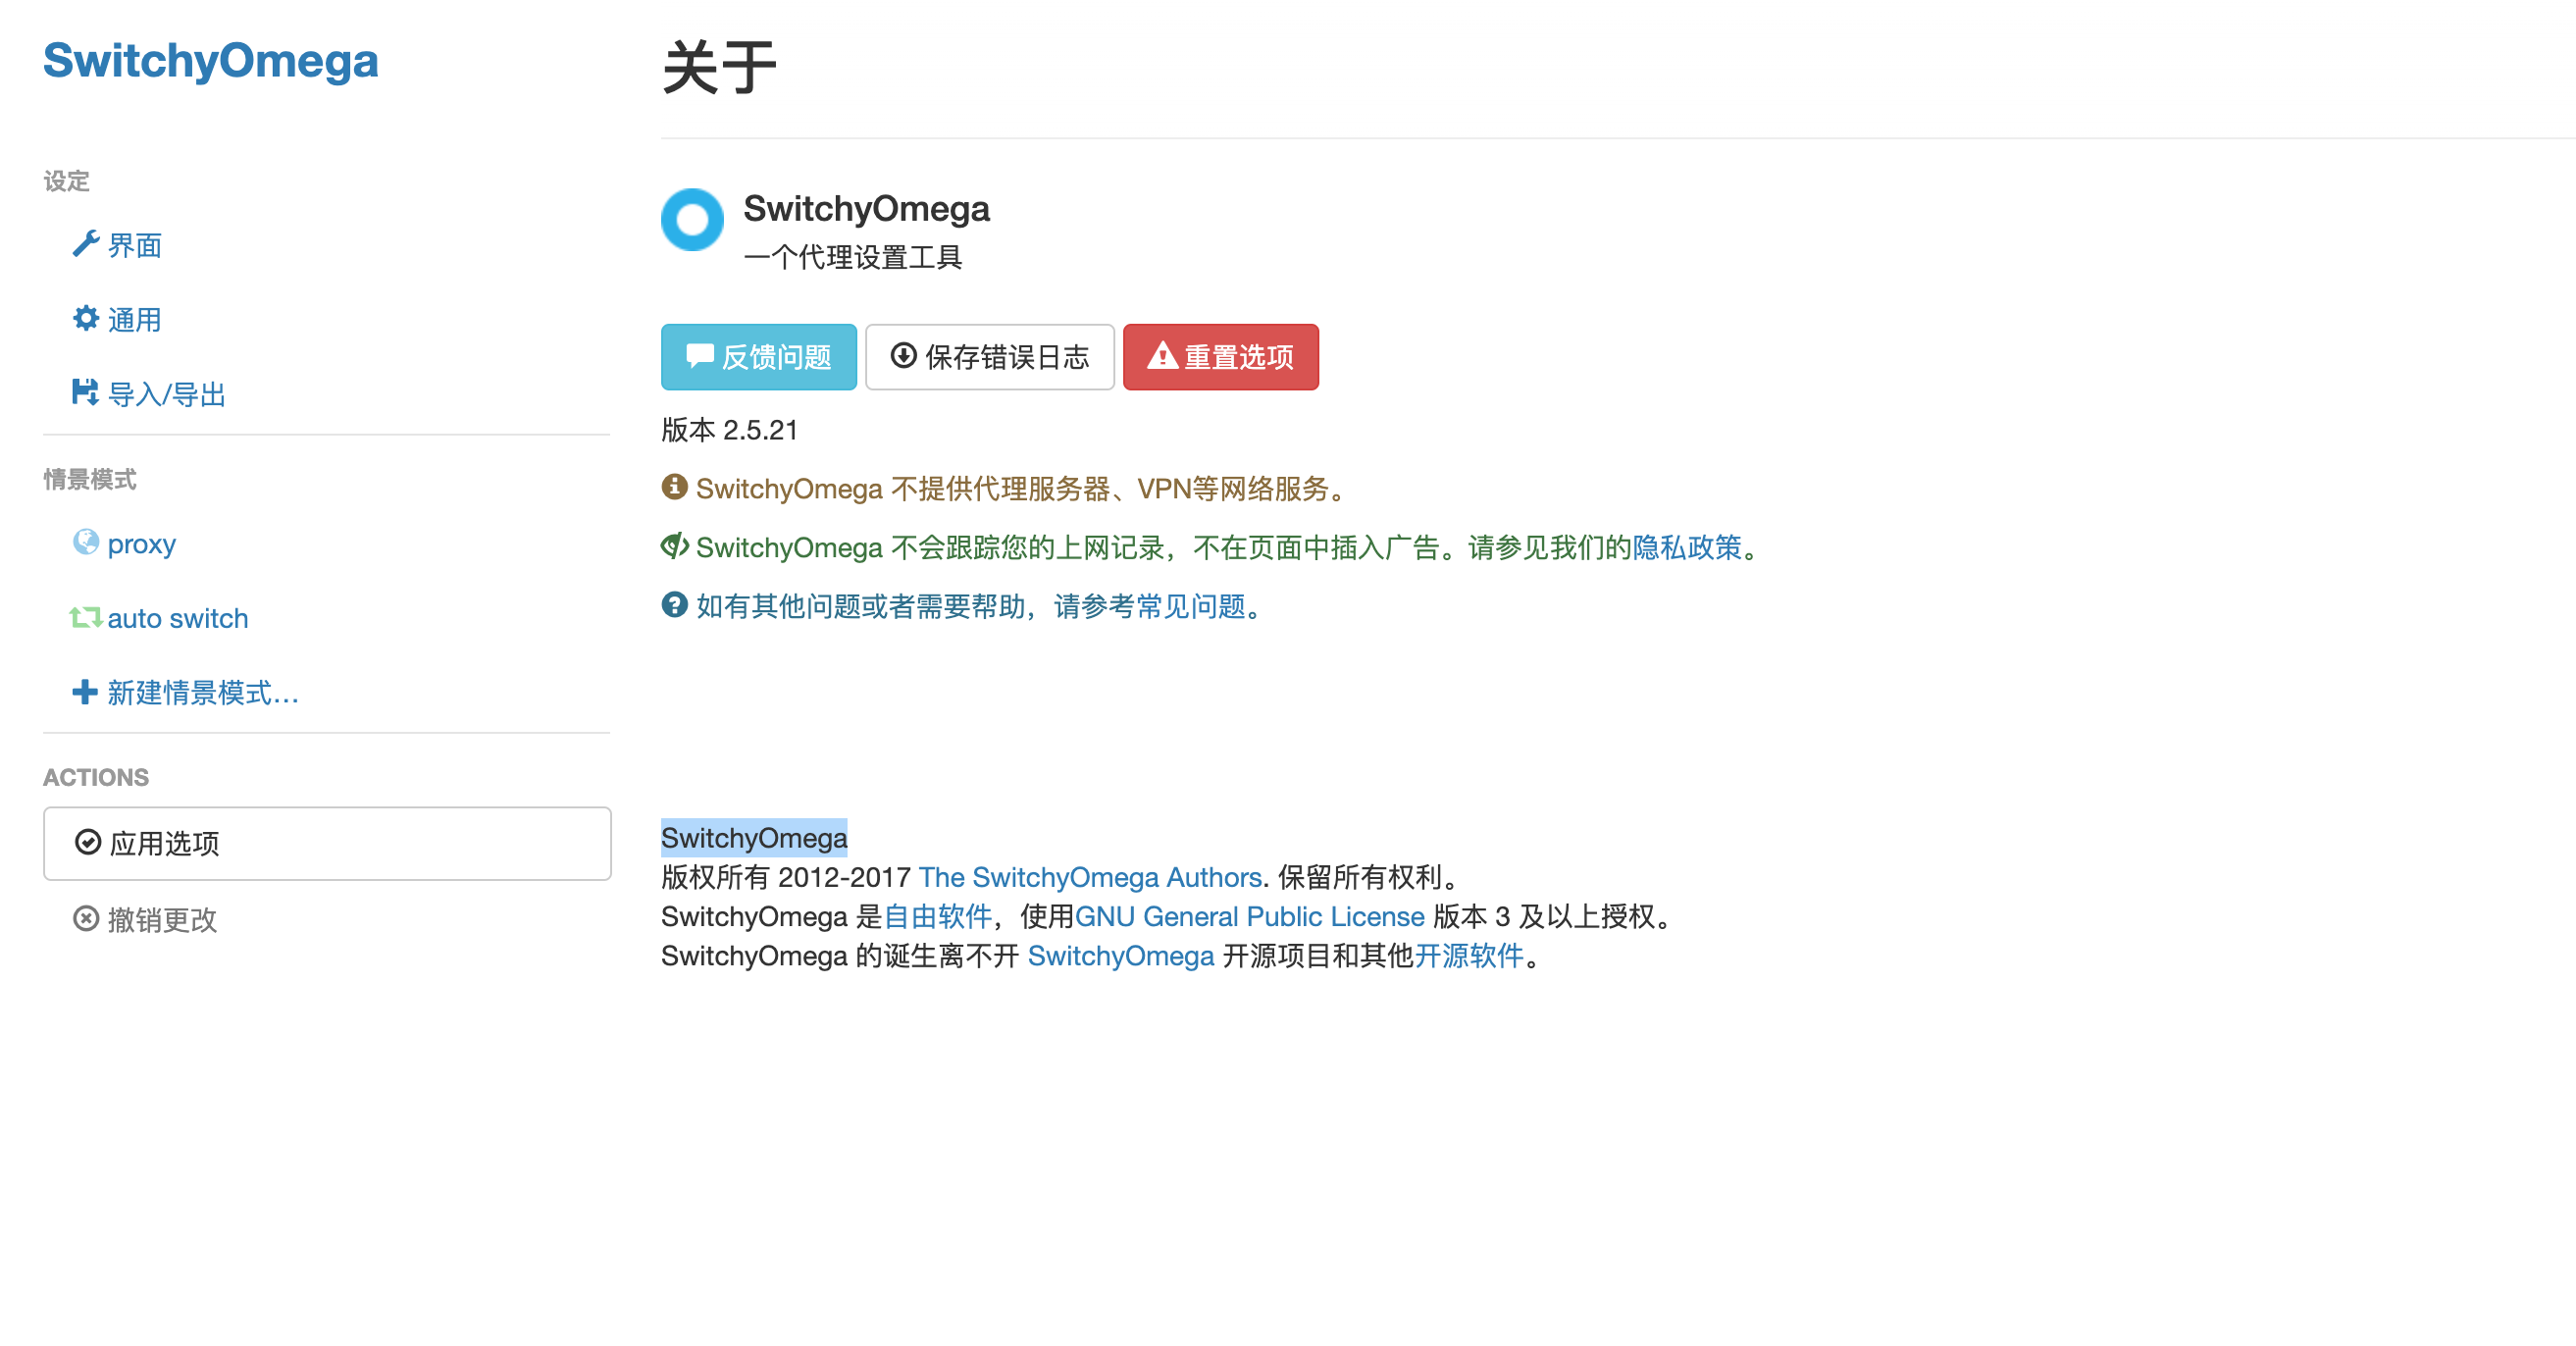 SwitchyOmega
设定
界面
通用
导入/导出
情景模式
proxy
auto switch
新建情景模式…
ACTIONS
应用选项
撤销更改
关于
SwitchyOmega
一个代理设置工具
反馈问题 保存错误日志 重置选项
版本 2.5.21
SwitchyOmega 不提供代理服务器、VPN等网络服务。
SwitchyOmega 不会跟踪您的上网记录，不在页面中插入广告。请参见我们的隐私政策。
如有其他问题或者需要帮助，请参考常见问题。
SwitchyOmega
版权所有 2012-2017 The SwitchyOmega Authors. 保留所有权利。
SwitchyOmega 是自由软件，使用GNU General Public License 版本 3 及以上授权。
SwitchyOmega 的诞生离不开 SwitchyOmega 开源项目和其他开源软件。